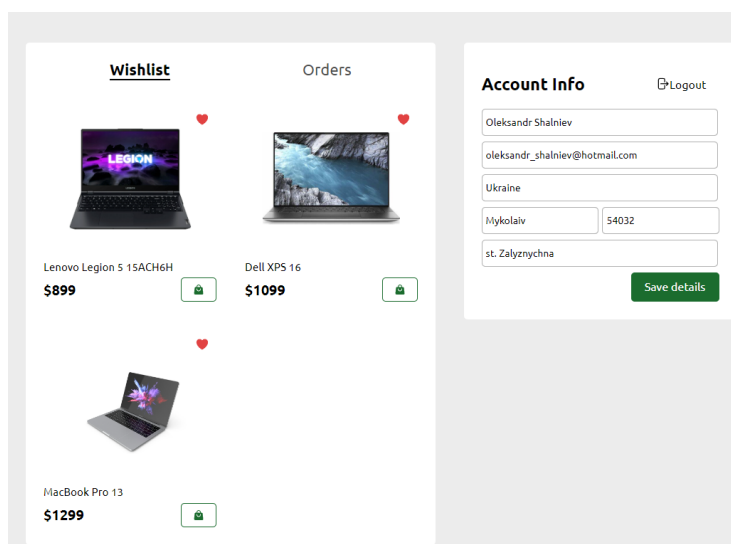 Wishlist
Orders
LEGION
Lenovo Legion 5 15ACH6H
$899
Dell XPS 16
$1099
MacBook Pro 13
$1299
Account Info
Logout
Oleksandr Shalniev
oleksandr_shalniev@hotmail.com
Ukraine
Mykolaiv
54032
st. Zalyznychna
Save details